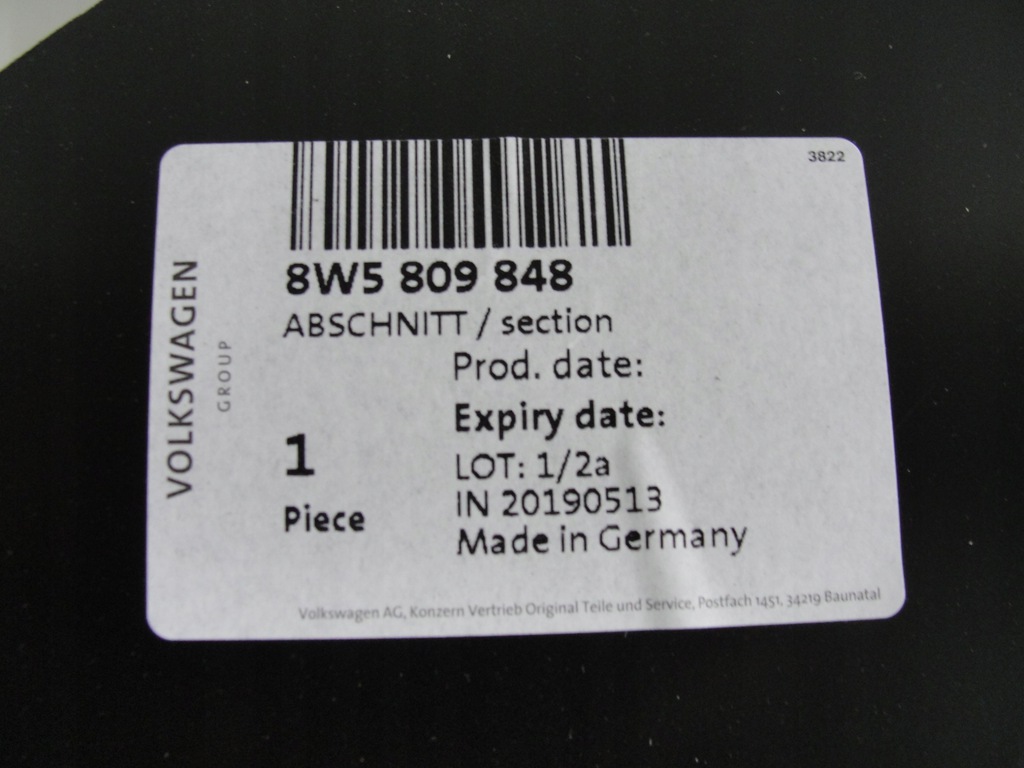 3822
VOLKSWAGEN
GROUP
8W5 809 848
ABSCHNITT / section
Prod. date:
Expiry date:
1
LOT: 1/2a
IN 20190513
Piece
Made in Germany
Volkswagen AG, Konzern Vertrieb Original Teile und Service, Postfach 1451, 34219 Baunatal